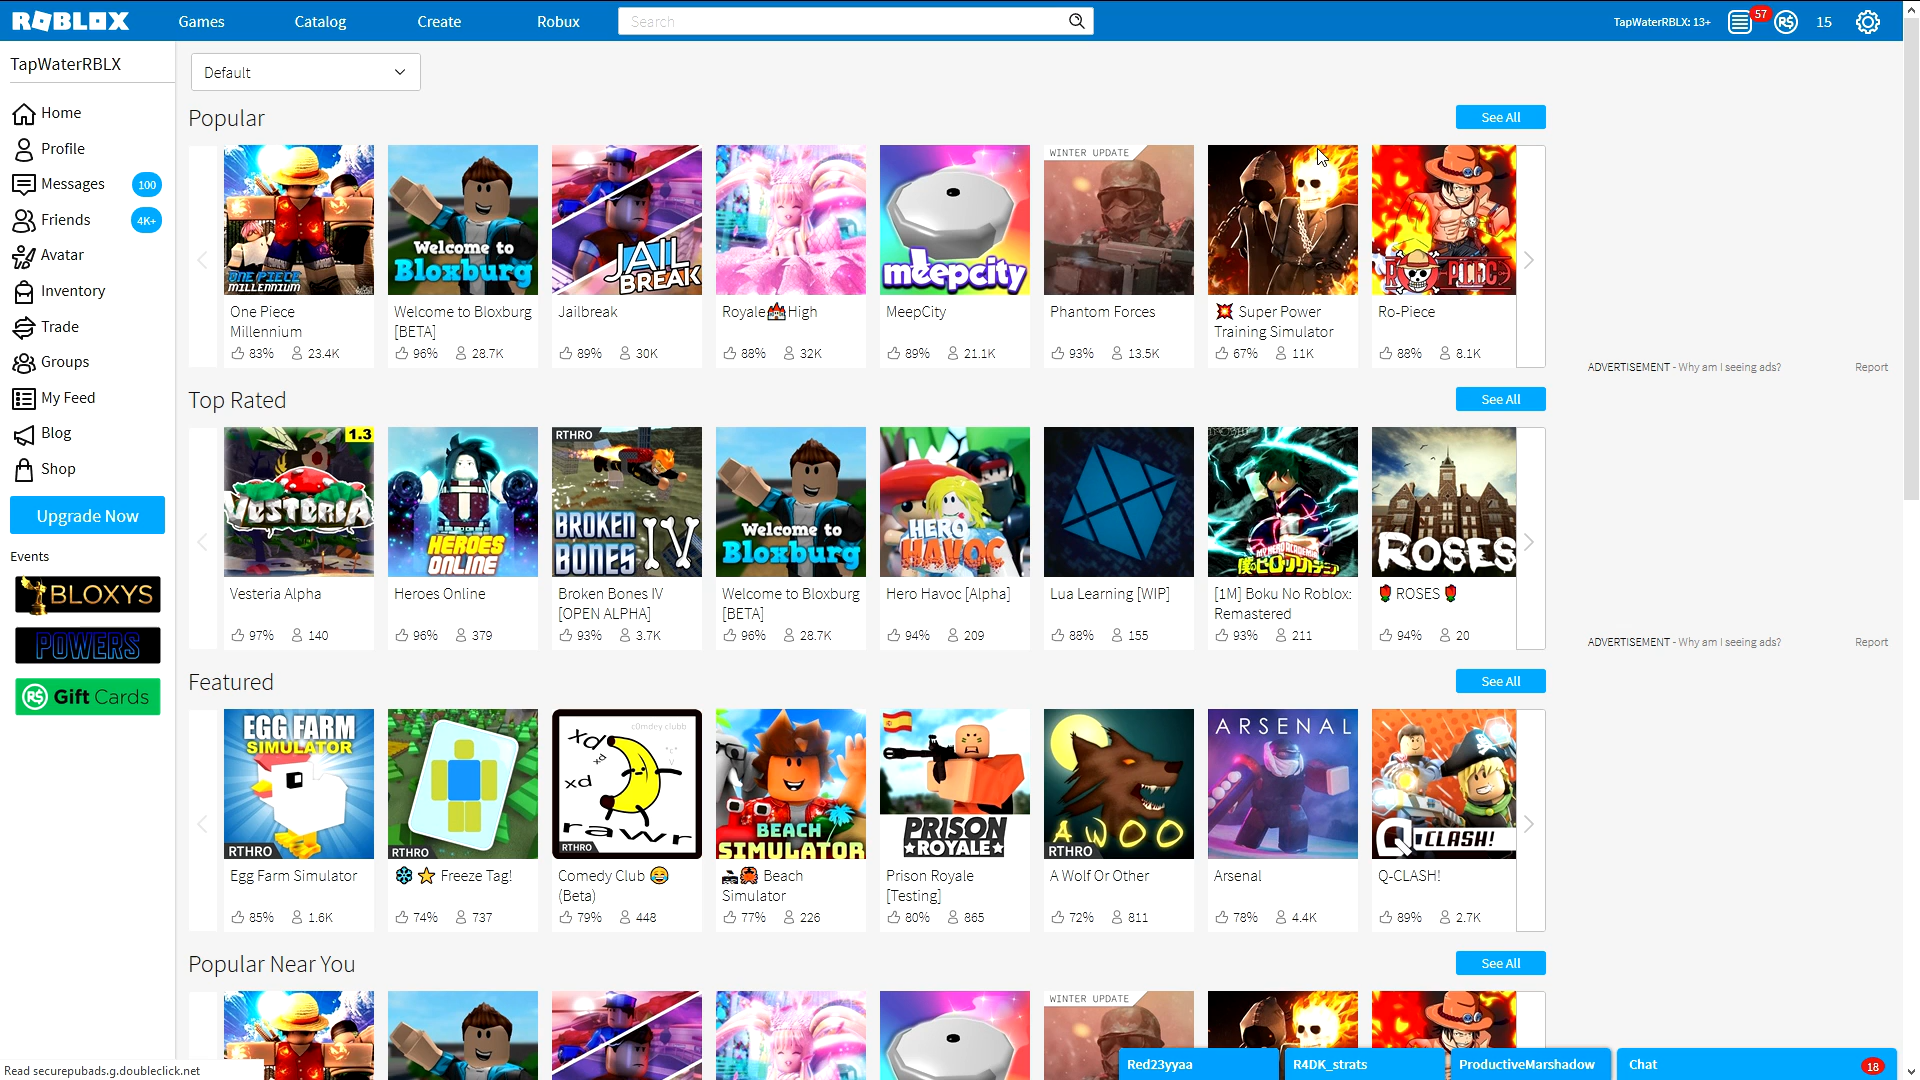 ROBLOX
Games
Catalog
Create
Robux
Search
TapWaterRBLX: 13+
57
15
TapWaterRBLX
Home
Profile
Messages
100
Friends
4K+
Avatar
Inventory
Trade
Groups
My Feed
Blog
Shop
Upgrade Now
Events
BLOXYS
POWERS
R$ Gift Cards
Default
Popular
See All
ONE PIECE
MILLENNIUM
Welcome to
Bloxburg
JAIL
BREAK
meepcity
WINTER UPDATE
One Piece
Millennium
83% 23.4K
Welcome to Bloxburg
[BETA]
96% 28.7K
Jailbreak
89% 30K
Royale🏰High
88% 32K
MeepCity
89% 21.1K
Phantom Forces
93% 13.5K
💥 Super Power
Training Simulator
67% 11K
Ro-Piece
88% 8.1K
ADVERTISEMENT - Why am I seeing ads?
Report
Top Rated
See All
1.3
VESTERIA
HEROES
ONLINE
RTHRO
BROKEN
BONES IV
Welcome to
Bloxburg
HERO
HAVOC
MY HERO ACADEMIA
ROSES
Vesteria Alpha
97% 140
Heroes Online
96% 379
Broken Bones IV
[OPEN ALPHA]
93% 3.7K
Welcome to Bloxburg
[BETA]
96% 28.7K
Hero Havoc [Alpha]
94% 209
Lua Learning [WIP]
88% 155
[1M] Boku No Roblox:
Remastered
93% 211
🌹 ROSES 🌹
94% 20
ADVERTISEMENT - Why am I seeing ads?
Report
Featured
See All
EGG FARM
SIMULATOR
RTHRO
RTHRO
c0mdey clubb
xd
xd
xd
rawr
RTHRO
BEACH
SIMULATOR
PRISON
ROYALE
AWOO
RTHRO
ARSENAL
Q-CLASH!
Egg Farm Simulator
85% 1.6K
❄️ ⭐ Freeze Tag!
74% 737
Comedy Club 😂
(Beta)
79% 448
🏖🦀 Beach
Simulator
77% 226
Prison Royale
[Testing]
80% 865
A Wolf Or Other
72% 811
Arsenal
78% 4.4K
Q-CLASH!
89% 2.7K
Popular Near You
See All
WINTER UPDATE
Read securepubads.g.doubleclick.net
Red23yyaa
R4DK_strats
ProductiveMarshadow
Chat
18